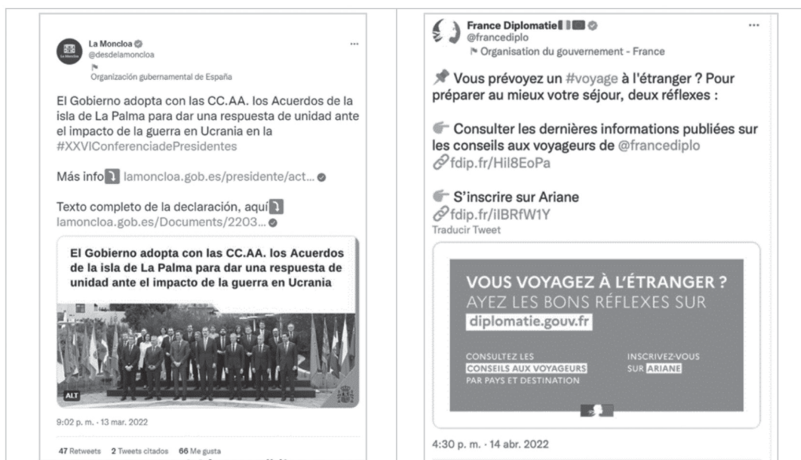 La Moncloa
@desdelamoncloa
Organización gubernamental de España
El Gobierno adopta con las CC.AA. los Acuerdos de la
isla de La Palma para dar una respuesta de unidad ante
el impacto de la guerra en Ucrania en la
#XXVIConferenciadePresidentes
Más info lamoncloa.gob.es/presidente/act...
Texto completo de la declaración, aquí
lamoncloa.gob.es/Documents/2203...
El Gobierno adopta con las CC.AA. los Acuerdos
de la isla de La Palma para dar una respuesta de
unidad ante el impacto de la guerra en Ucrania
ALT
9:02 p. m. · 13 mar. 2022
47 Retweets 2 Tweets citados 66 Me gusta
France Diplomatie
@francediplo
Organisation du gouvernement - France
Vous prévoyez un #voyage à l'étranger ? Pour
préparer au mieux votre séjour, deux réflexes :
Consulter les dernières informations publiées sur
les conseils aux voyageurs de @francediplo
fdip.fr/Hil8EoPa
S'inscrire sur Ariane
fdip.fr/iIBRfW1Y
Traducir Tweet
VOUS VOYAGEZ À L'ÉTRANGER ?
AYEZ LES BONS RÉFLEXES SUR
diplomatie.gouv.fr
CONSULTEZ LES
CONSEILS AUX VOYAGEURS
PAR PAYS ET DESTINATION
INSCRIVEZ-VOUS
SUR ARIANE
4:30 p. m. · 14 abr. 2022